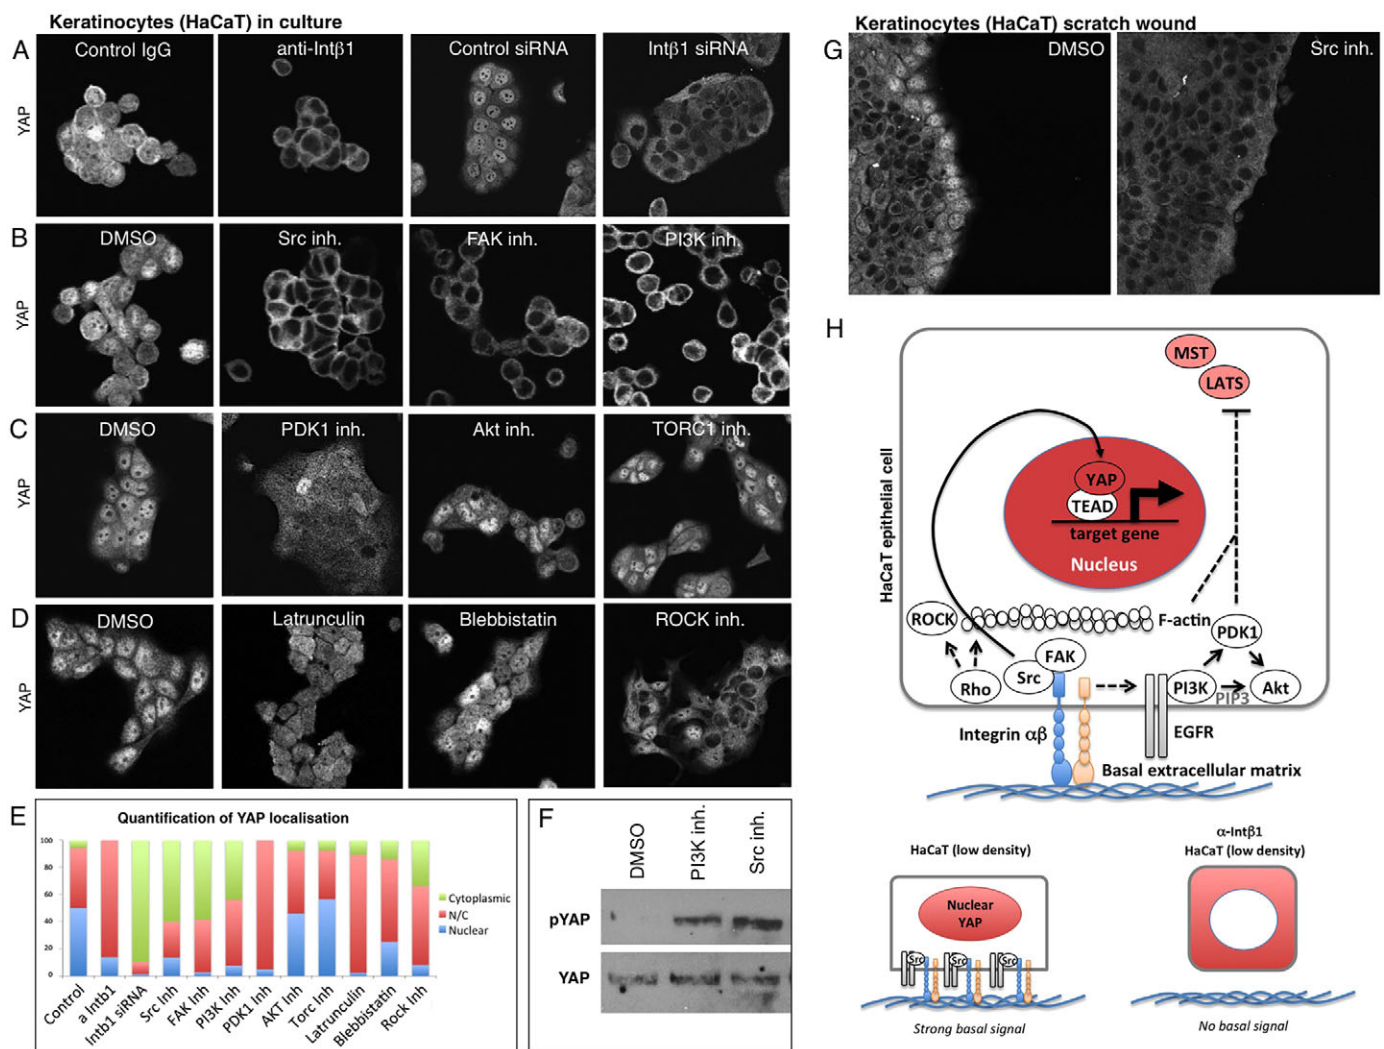 Keratinocytes (HaCaT) in culture
A
Control IgG
anti-Intβ1
Control siRNA
Intβ1 siRNA
YAP
B
DMSO
Src inh.
FAK inh.
PI3K inh.
YAP
C
DMSO
PDK1 inh.
Akt inh.
TORC1 inh.
YAP
D
DMSO
Latrunculin
Blebbistatin
ROCK inh.
YAP
E
Quantification of YAP localisation
100
80
60
40
20
0
Cytoplasmic
N/C
Nuclear
Control
a Intb1
Intb1 siRNA
Src Inh
FAK Inh
PI3K Inh
PDK1 Inh
AKT Inh
Torc Inh
Latrunculin
Blebbistatin
Rock Inh
F
DMSO
PI3K inh.
Src inh.
pYAP
YAP
Keratinocytes (HaCaT) scratch wound
G
DMSO
Src inh.
H
HaCaT epithelial cell
MST
LATS
YAP
TEAD
target gene
Nucleus
ROCK
F-actin
PDK1
FAK
Src
Rho
PI3K
PIP3
Akt
Integrin αβ
EGFR
Basal extracellular matrix
HaCaT (low density)
Nuclear
YAP
Src
Src
Src
Strong basal signal
α-Intβ1
HaCaT (low density)
No basal signal